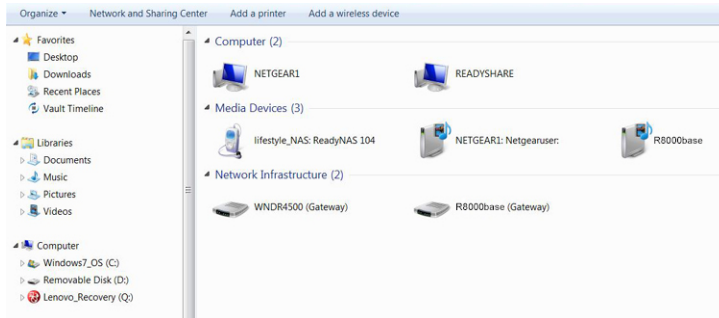 Organize Network and Sharing Center Add a printer Add a wireless device
Favorites
Desktop
Downloads
Recent Places
Vault Timeline
Libraries
Documents
Music
Pictures
Videos
Computer
Windows7_OS (C:)
Removable Disk (D:)
Lenovo_Recovery (Q:)
Computer (2)
NETGEAR1 READYSHARE
Media Devices (3)
lifestyle_NAS: ReadyNAS 104 NETGEAR1: Netgearuser: R8000base
Network Infrastructure (2)
WNDR4500 (Gateway) R8000base (Gateway)